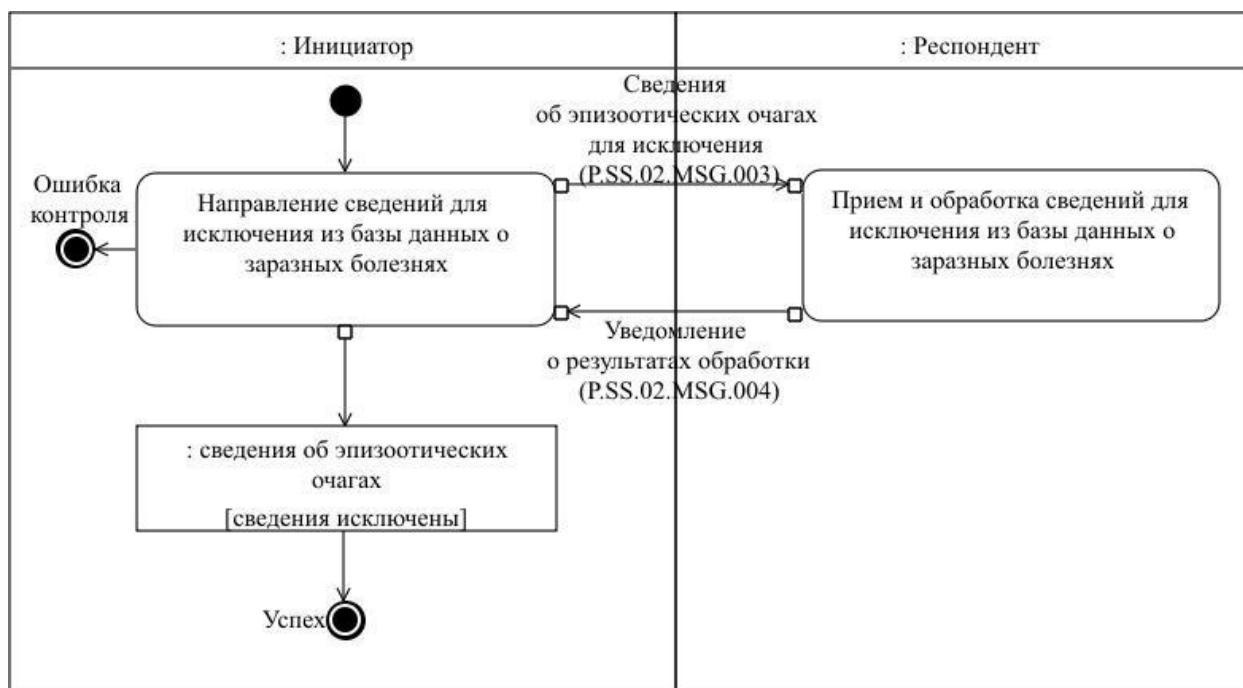 : Инициатор
: Респондент
Сведения
об эпизоотических очагах
для исключения
(P.SS.02.MSG.003)
Ошибка
контроля
Направление сведений для
исключения из базы данных о
заразных болезнях
Прием и обработка сведений для
исключения из базы данных о
заразных болезнях
Уведомление
о результатах обработки
(P.SS.02.MSG.004)
: сведения об эпизоотических
очагах
[сведения исключены]
Успех